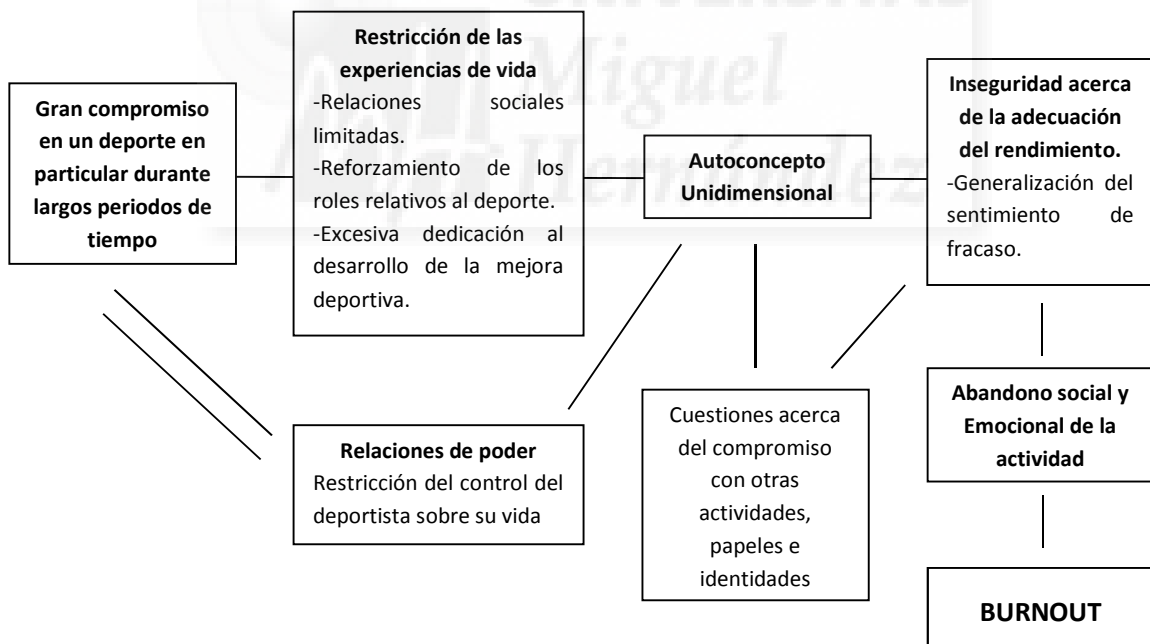 UNIVERSITAS
Miguel
Hernández
Gran compromiso
en un deporte en
particular durante
largos periodos de
tiempo
Restricción de las
experiencias de vida
-Relaciones sociales
limitadas.
-Reforzamiento de los
roles relativos al deporte.
-Excesiva dedicación al
desarrollo de la mejora
deportiva.
Autoconcepto
Unidimensional
Inseguridad acerca
de la adecuación
del rendimiento.
-Generalización del
sentimiento de
fracaso.
Relaciones de poder
Restricción del control del
deportista sobre su vida
Cuestiones acerca
del compromiso
con otras
actividades,
papeles e
identidades
Abandono social y
Emocional de la
actividad
BURNOUT